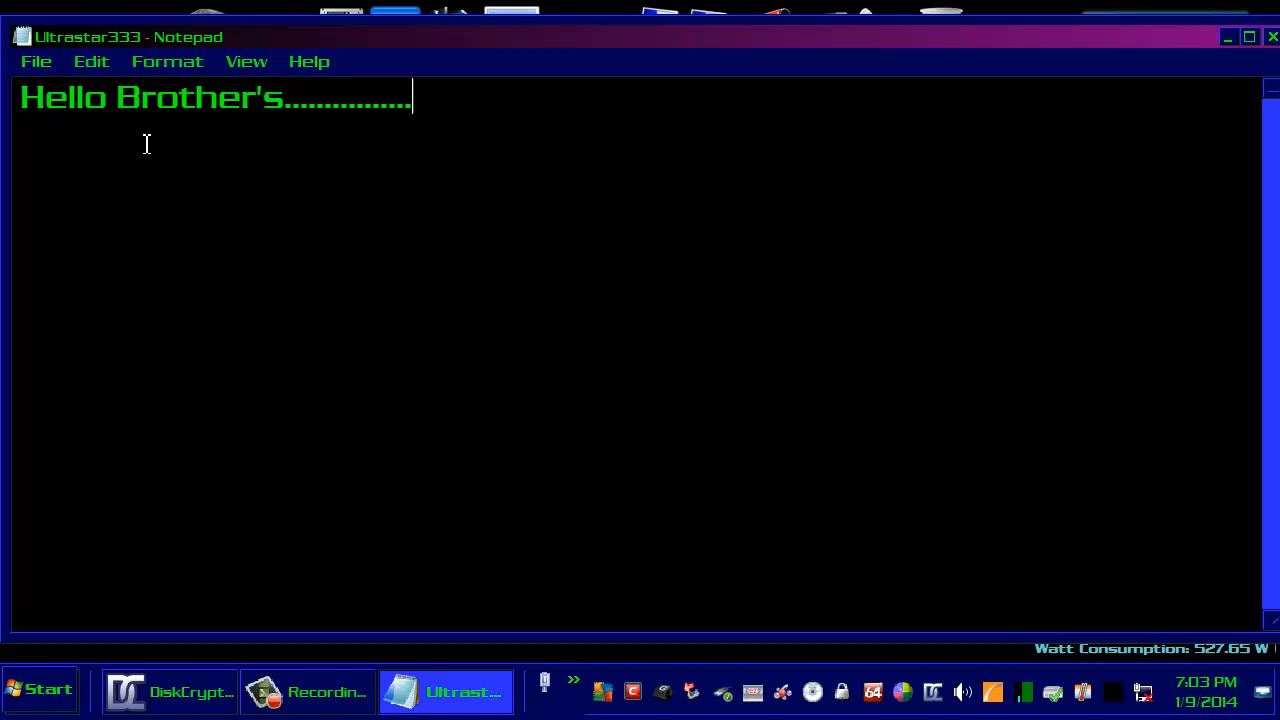 Ultrastar333 - Notepad
File Edit Format View Help
Hello Brother's................
Watt Consumption: 527.65 W
Start DiskCrypt... Recordin... Ultrast... » C 64 DC 7:03 PM
1/9/2014